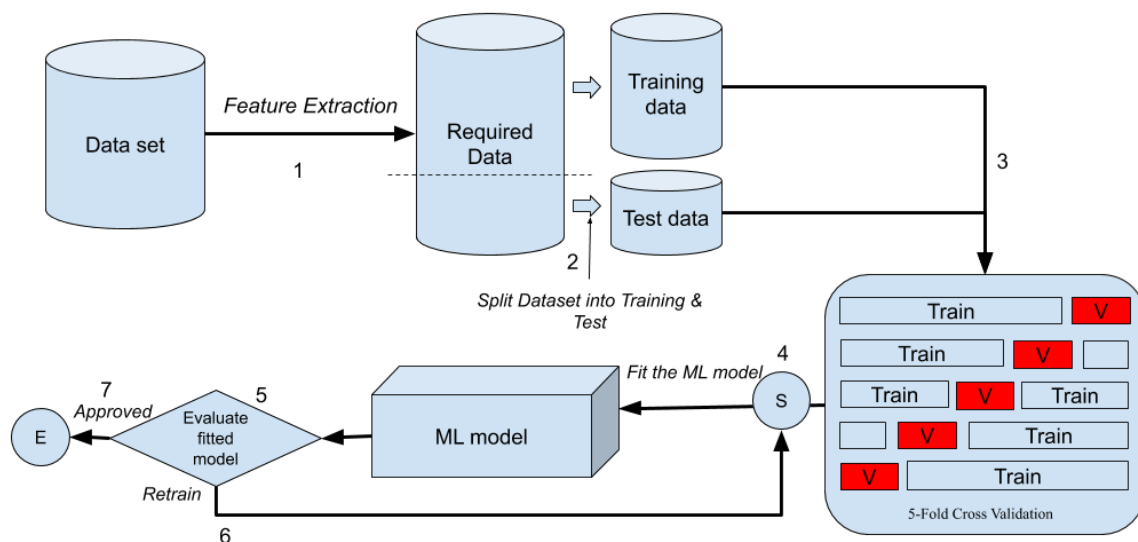 Data set
Feature Extraction
1
Required
Data
Training
data
Test data
2
Split Dataset into Training &
Test
3
Train V
Train V
Train V Train
V Train
V Train
5-Fold Cross Validation
4
S
Fit the ML model
ML model
5
Evaluate
fitted
model
7
Approved
E
Retrain
6